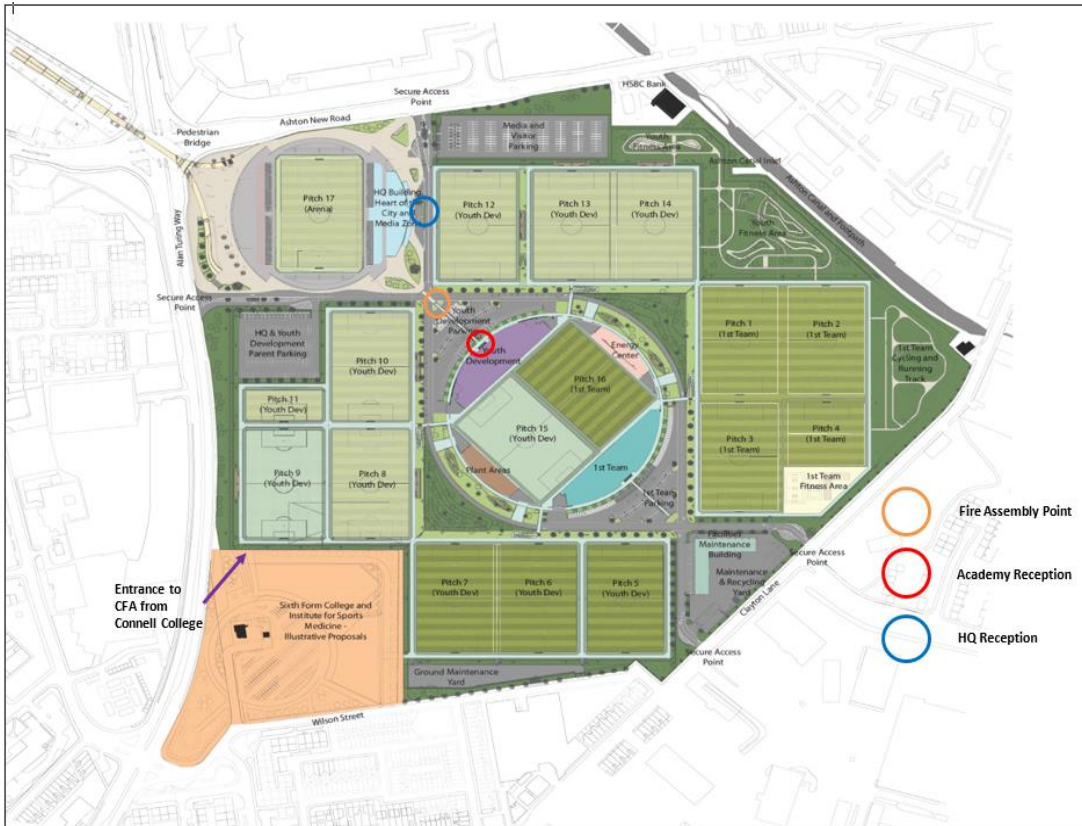 HSBC Bank
Secure Access
Point
Ashton New Road
Pedestrian
Bridge
Media and
Visitor
Parking
Youth
Fitness Area
Ashton Canal Inlet
Ashton Canal and Footpath
Pitch 17
(Arena)
HQ Building
Heart of the
City and
Media Zone
Pitch 12
(Youth Dev)
Pitch 13
(Youth Dev)
Pitch 14
(Youth Dev)
Youth
Fitness Area
Alan Turing Way
Secure Access
Point
HQ & Youth
Development
Parent Parking
Pitch 10
(Youth Dev)
Youth
Development
Parking
Youth
Development
Energy
Center
Pitch 16
(1st Team)
Pitch 1
(1st Team)
Pitch 2
(1st Team)
1st Team
Cycling and
Running
Track
Pitch 11
(Youth Dev)
Pitch 9
(Youth Dev)
Pitch 8
(Youth Dev)
Pitch 15
(Youth Dev)
Plant Areas
1st Team
1st Team
Parking
Pitch 3
(1st Team)
Pitch 4
(1st Team)
1st Team
Fitness Area
Fire Assembly Point
Academy Reception
HQ Reception
Entrance to
CFA from
Connell College
Sixth Form College and
Institute for Sports
Medicine -
Illustrative Proposals
Pitch 7
(Youth Dev)
Pitch 6
(Youth Dev)
Pitch 5
(Youth Dev)
Facilities
Maintenance
Building
Maintenance
& Recycling
Yard
Secure Access
Point
Clayton Lane
Secure Access
Point
Ground Maintenance
Yard
Wilson Street